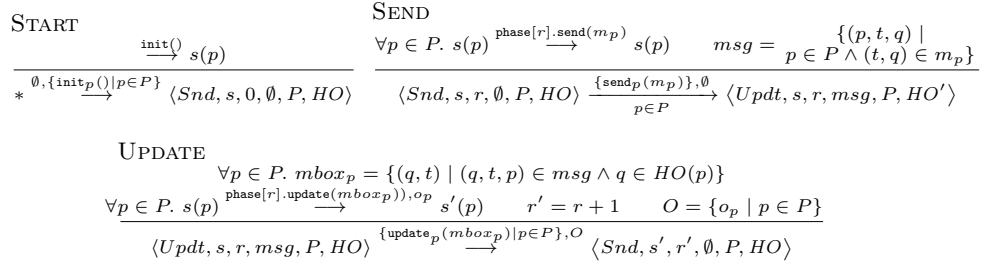 START
init()
⟶ s(p)
* ∅,{init_p()|p∈P} ⟶ ⟨Snd, s, 0, ∅, P, HO⟩
SEND
∀p ∈ P. s(p) phase[r].send(m_p) ⟶ s(p) msg = {(p, t, q) |
p ∈ P ∧ (t, q) ∈ m_p}
⟨Snd, s, r, ∅, P, HO⟩ {send_p(m_p)},∅ ⟶ p∈P ⟨Updt, s, r, msg, P, HO′⟩
UPDATE
∀p ∈ P. mbox_p = {(q, t) | (q, t, p) ∈ msg ∧ q ∈ HO(p)}
∀p ∈ P. s(p) phase[r].update(mbox_p)),o_p ⟶ s′(p) r′ = r + 1 O = {o_p | p ∈ P}
⟨Updt, s, r, msg, P, HO⟩ {update_p(mbox_p)|p∈P},O ⟶ ⟨Snd, s′, r′, ∅, P, HO⟩